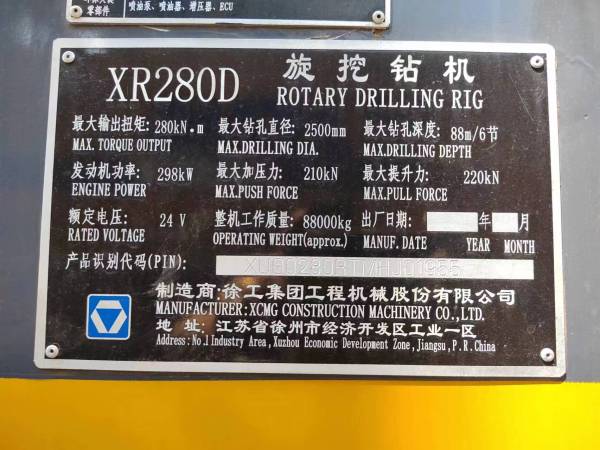 零部件
喷油泵、喷油器、增压器、ECU
XR280D 旋挖钻机
ROTARY DRILLING RIG
最大输出扭矩: 280kN.m 最大钻孔直径: 2500mm 最大钻孔深度: 88m/6节
MAX. TORQUE OUTPUT MAX.DRILLING DIA. MAX.DRILLING DEPTH
发动机功率: 298kW 最大加压力: 210kN 最大提升力: 220kN
ENGINE POWER MAX.PUSH FORCE MAX.PULL FORCE
额定电压: 24 V 整机工作质量: 88000kg 出厂日期: 年 月
RATED VOLTAGE OPERATING WEIGHT(approx.) MANUF. DATE YEAR MONTH
产品识别代码(PIN):
制造商:徐工集团工程机械股份有限公司
MANUFACTURER:XCMG CONSTRUCTION MACHINERY CO.,LTD.
地 址: 江苏省徐州市经济开发区工业一区
Address: No.1 Industry Area, Xuzhou Economic Development Zone, Jiangsu, P.R.China